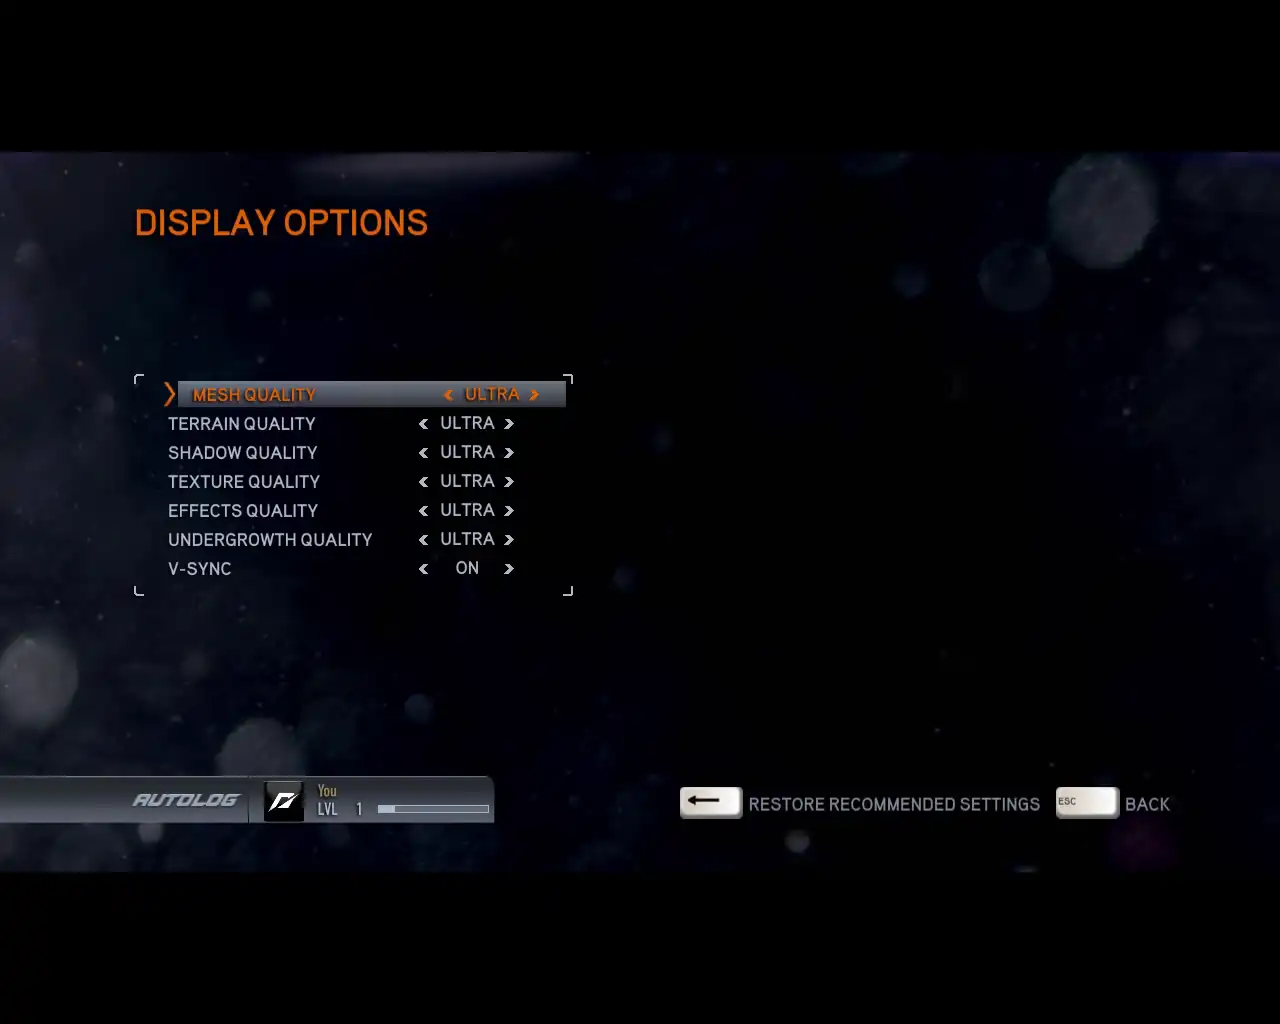 DISPLAY OPTIONS
MESH QUALITY ULTRA
TERRAIN QUALITY ULTRA
SHADOW QUALITY ULTRA
TEXTURE QUALITY ULTRA
EFFECTS QUALITY ULTRA
UNDERGROWTH QUALITY ULTRA
V-SYNC ON
AUTOLOG
You
LVL 1
RESTORE RECOMMENDED SETTINGS
ESC
BACK